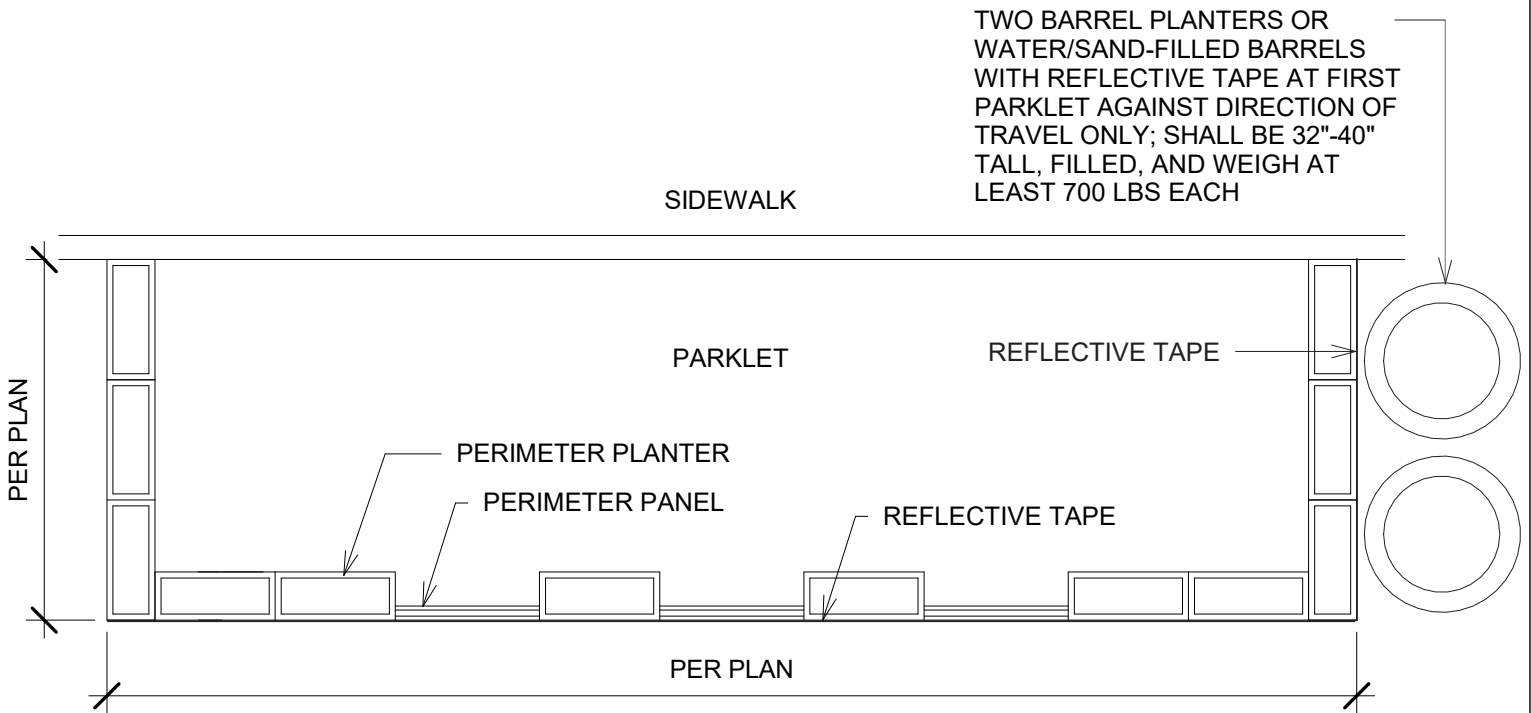 TWO BARREL PLANTERS OR
WATER/SAND-FILLED BARRELS
WITH REFLECTIVE TAPE AT FIRST
PARKLET AGAINST DIRECTION OF
TRAVEL ONLY; SHALL BE 32"-40"
TALL, FILLED, AND WEIGH AT
LEAST 700 LBS EACH
SIDEWALK
PARKLET
REFLECTIVE TAPE
PER PLAN
PERIMETER PLANTER
PERIMETER PANEL
REFLECTIVE TAPE
PER PLAN